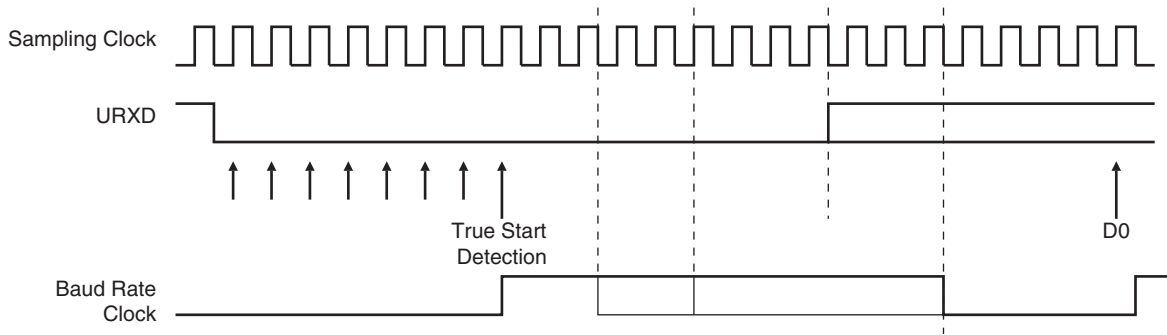 Sampling Clock
URXD
True Start
Detection
D0
Baud Rate
Clock